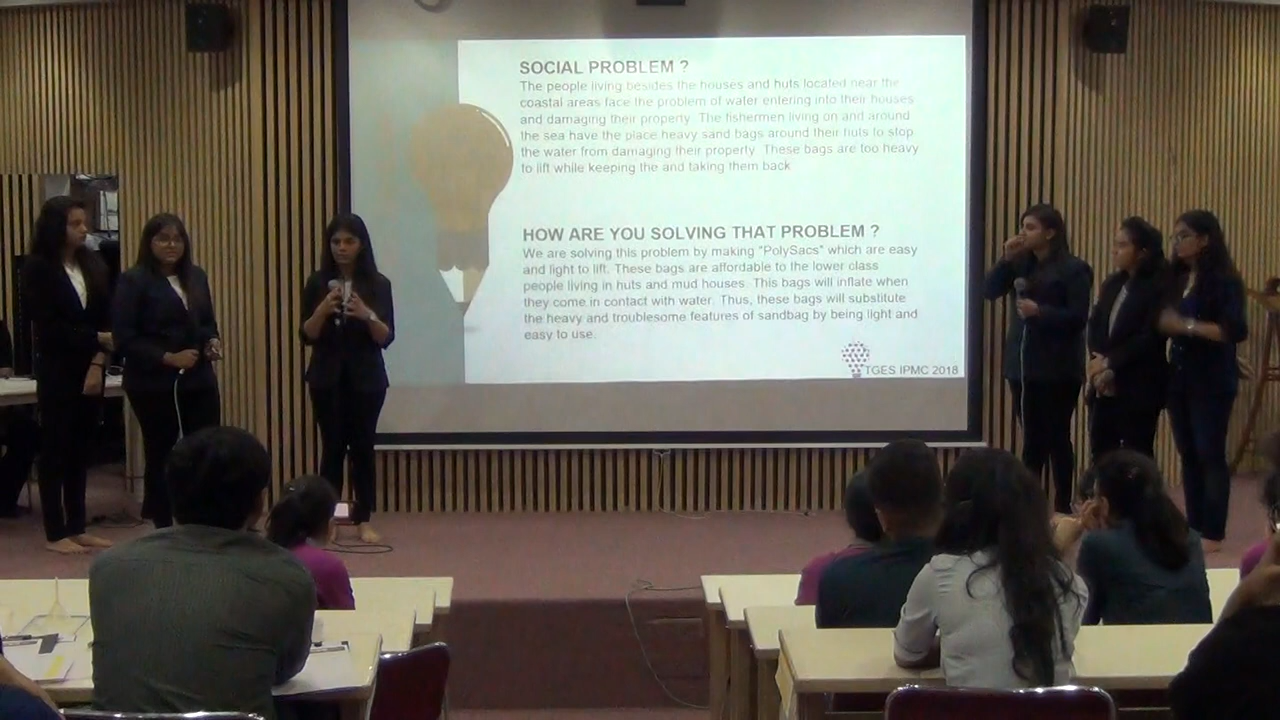 SOCIAL PROBLEM ?
The people living besides the houses and huts located near the
coastal areas face the problem of water entering into their houses
and damaging their property. The fishermen living on and around
the sea have the place heavy sand bags around their huts to stop
the water from damaging their property. These bags are too heavy
to lift while keeping the and taking them back
HOW ARE YOU SOLVING THAT PROBLEM ?
We are solving this problem by making "PolySacs" which are easy
and light to lift. These bags are affordable to the lower class
people living in huts and mud houses. This bags will inflate when
they come in contact with water. Thus, these bags will substitute
the heavy and troublesome features of sandbag by being light and
easy to use.
TGES IPMC 2018